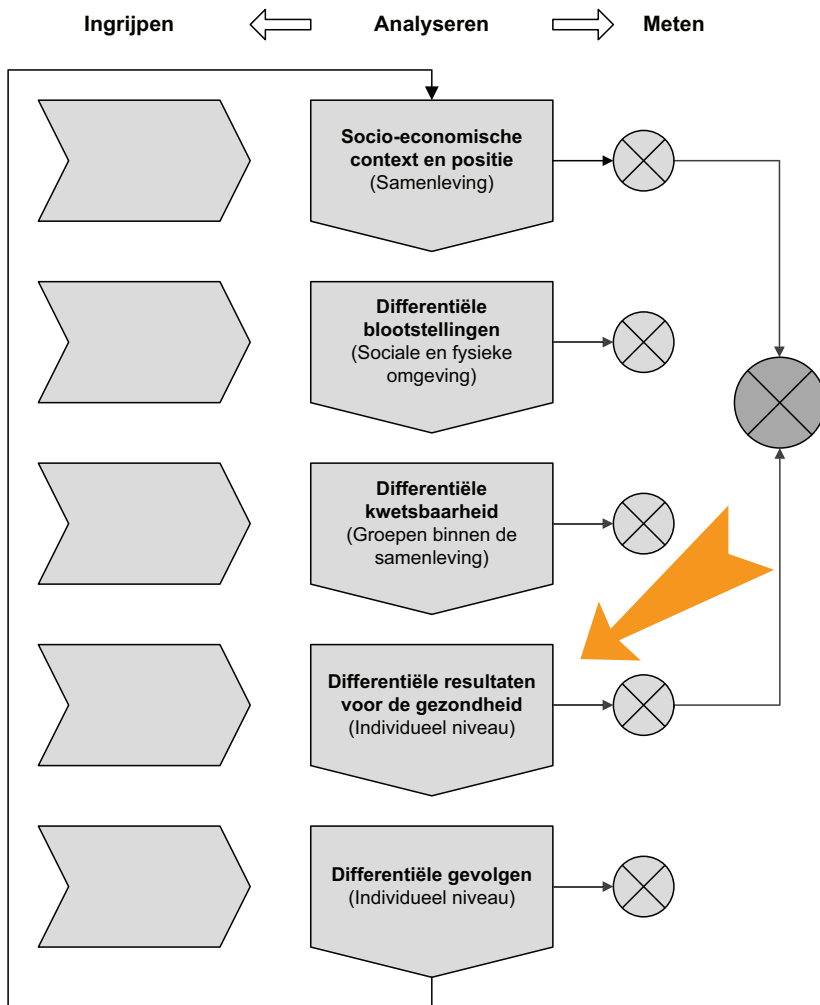 Ingrijpen
Analyseren
Meten
Socio-economische
context en positie
(Samenleving)
Differentiële
blootstellingen
(Sociale en fysieke
omgeving)
Differentiële
kwetsbaarheid
(Groepen binnen de
samenleving)
Differentiële resultaten
voor de gezondheid
(Individueel niveau)
Differentiële gevolgen
(Individueel niveau)